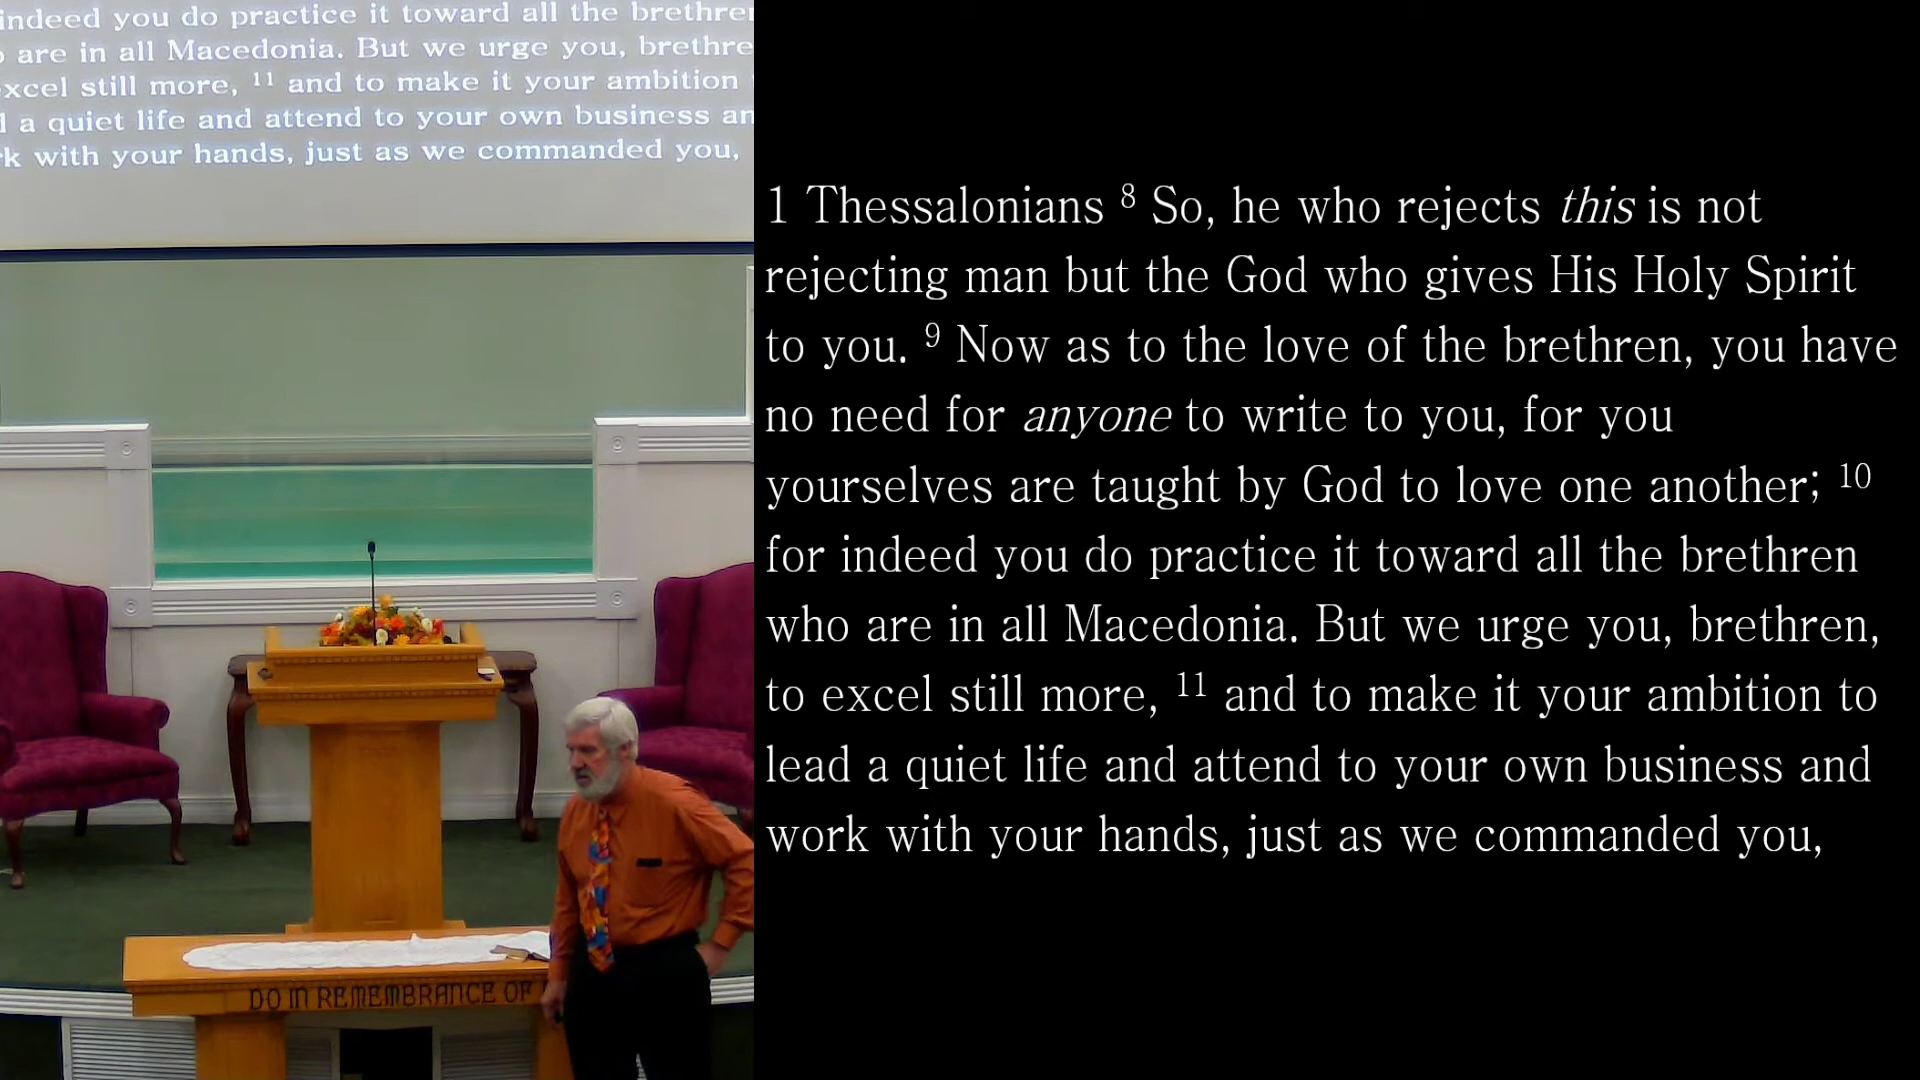 indeed you do practice it toward all the brethren
are in all Macedonia. But we urge you, brethre
xcel still more, 11 and to make it your ambition
a quiet life and attend to your own business an
k with your hands, just as we commanded you,
1 Thessalonians 8 So, he who rejects this is not
rejecting man but the God who gives His Holy Spirit
to you. 9 Now as to the love of the brethren, you have
no need for anyone to write to you, for you
yourselves are taught by God to love one another; 10
for indeed you do practice it toward all the brethren
who are in all Macedonia. But we urge you, brethren,
to excel still more, 11 and to make it your ambition to
lead a quiet life and attend to your own business and
work with your hands, just as we commanded you,
DO IN REMEMBRANCE OF